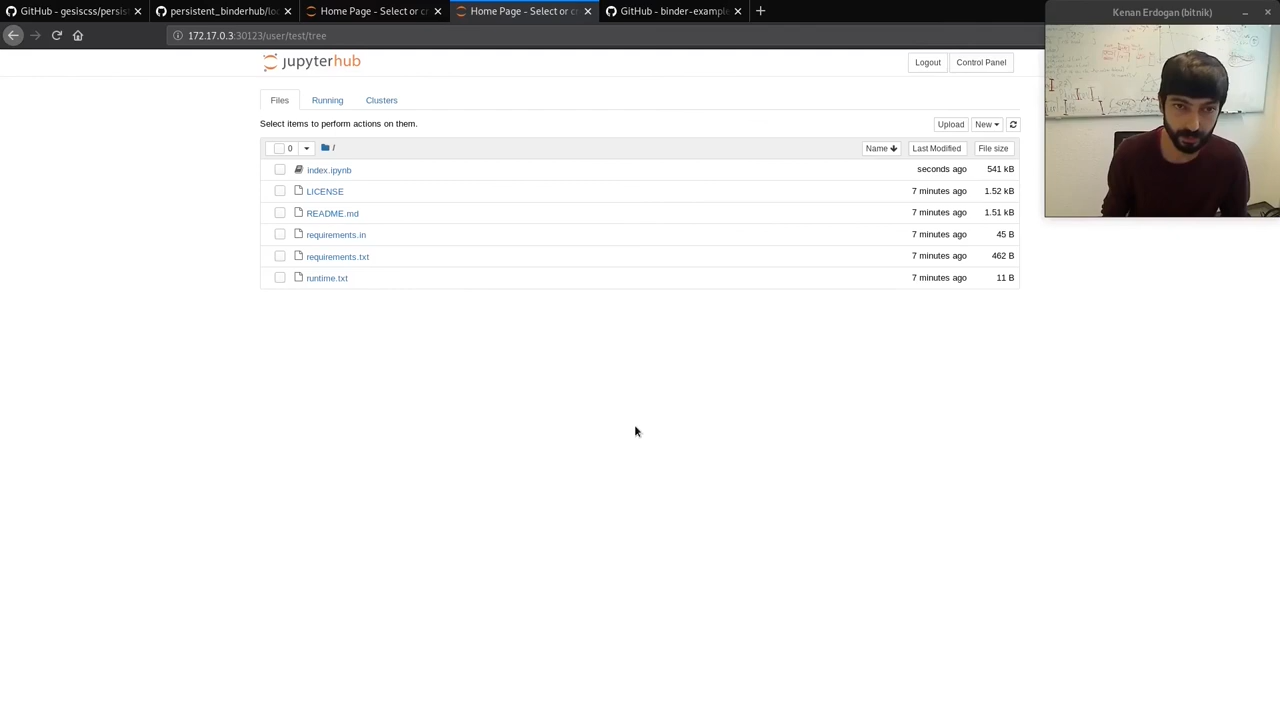 GitHub - gesiscss/persist
persistent_binderhub/loc
Home Page - Select or cr
Home Page - Select or cr
GitHub - binder-example
Kenan Erdogan (bitnik)
172.17.0.3:30123/user/test/tree
jupyterhub
Logout
Control Panel
Files
Running
Clusters
Select items to perform actions on them.
Upload
New
0
/
Name
Last Modified
File size
index.ipynb
seconds ago
541 kB
LICENSE
7 minutes ago
1.52 kB
README.md
7 minutes ago
1.51 kB
requirements.in
7 minutes ago
45 B
requirements.txt
7 minutes ago
462 B
runtime.txt
7 minutes ago
11 B